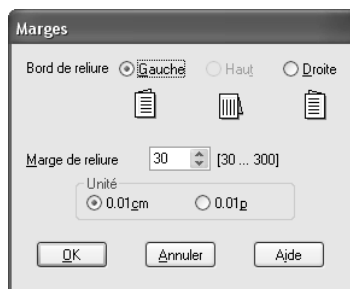 Marges
Bord de reliure Gauche Haut Droite
Marge de reliure 30 [30 ... 300]
Unité
0.01cm 0.01p
OK Annuler Aide